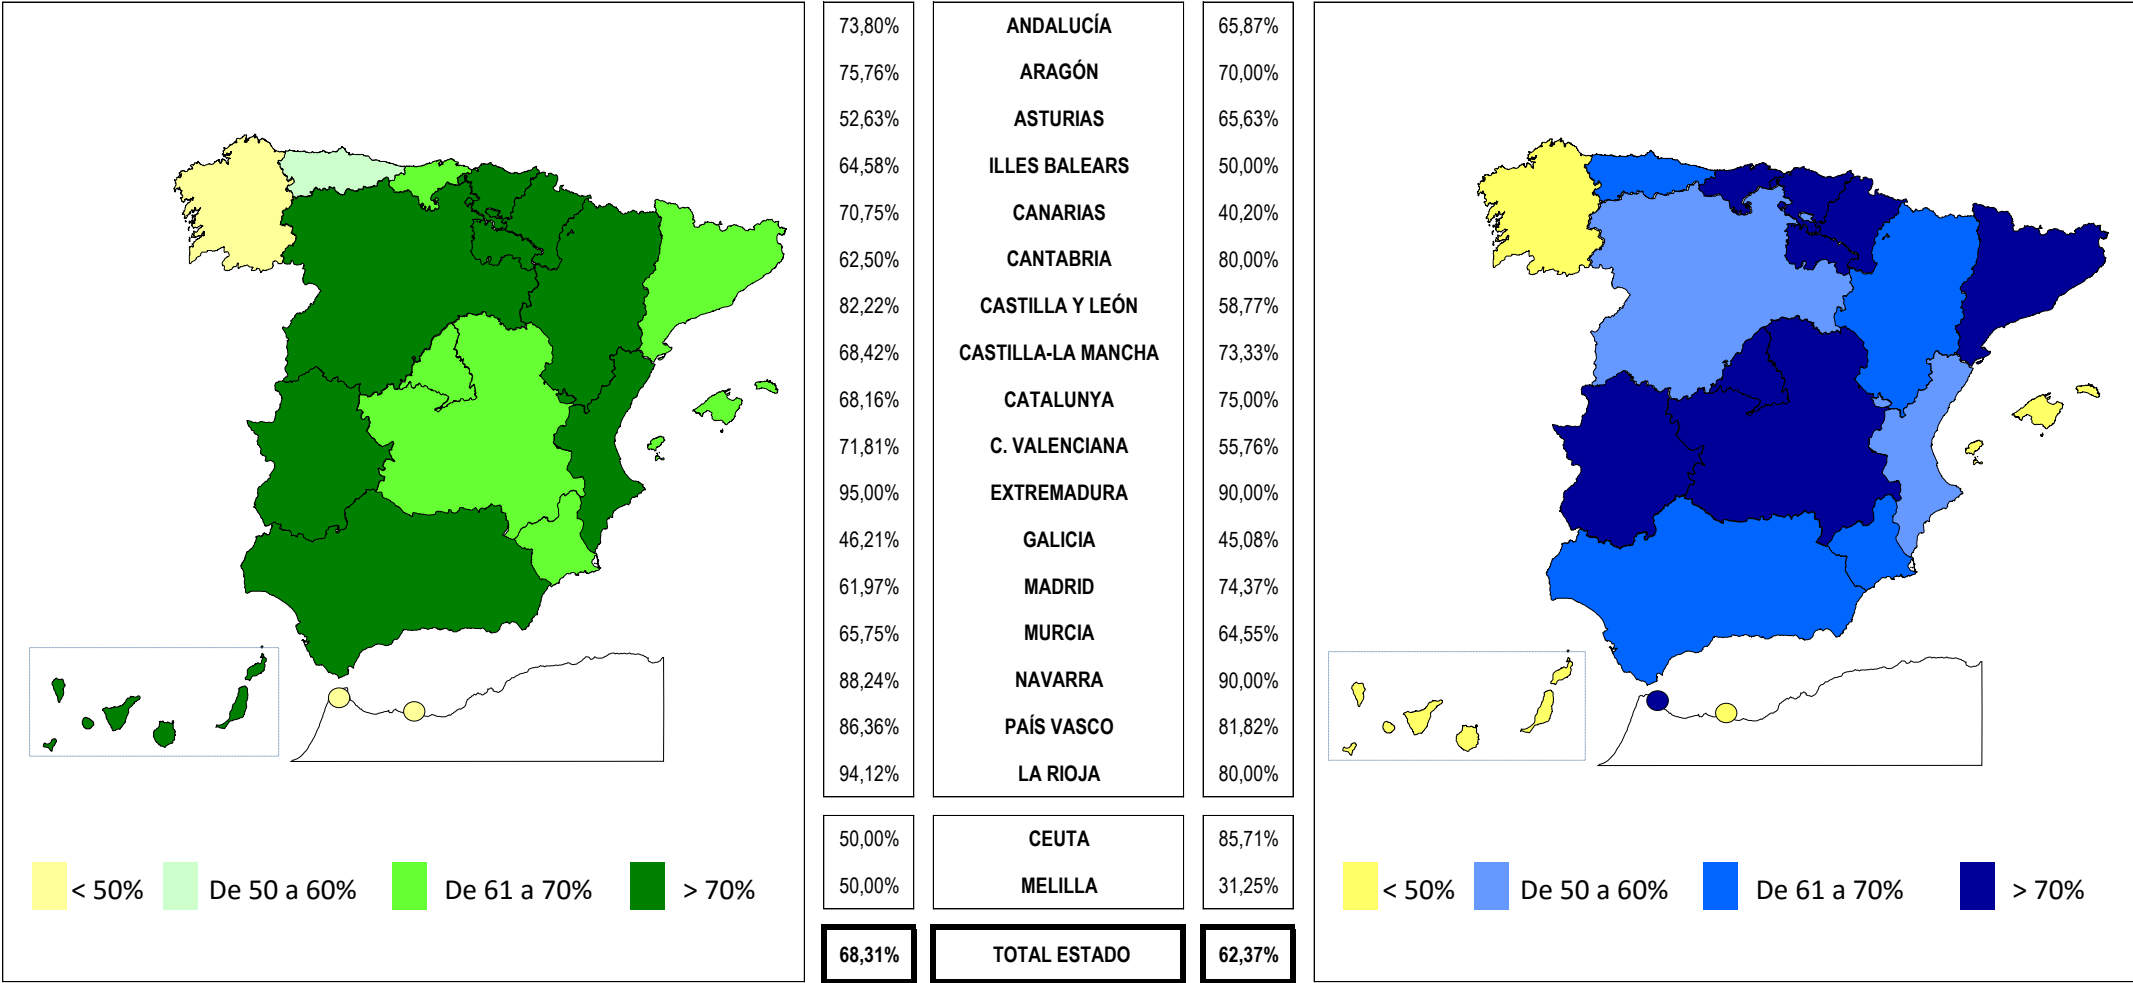 73,80% ANDALUCÍA 65,87%
75,76% ARAGÓN 70,00%
52,63% ASTURIAS 65,63%
64,58% ILLES BALEARS 50,00%
70,75% CANARIAS 40,20%
62,50% CANTABRIA 80,00%
82,22% CASTILLA Y LEÓN 58,77%
68,42% CASTILLA-LA MANCHA 73,33%
68,16% CATALUNYA 75,00%
71,81% C. VALENCIANA 55,76%
95,00% EXTREMADURA 90,00%
46,21% GALICIA 45,08%
61,97% MADRID 74,37%
65,75% MURCIA 64,55%
88,24% NAVARRA 90,00%
86,36% PAÍS VASCO 81,82%
94,12% LA RIOJA 80,00%
50,00% CEUTA 85,71%
50,00% MELILLA 31,25%
68,31% TOTAL ESTADO 62,37%
< 50% De 50 a 60% De 61 a 70% > 70%
< 50% De 50 a 60% De 61 a 70% > 70%